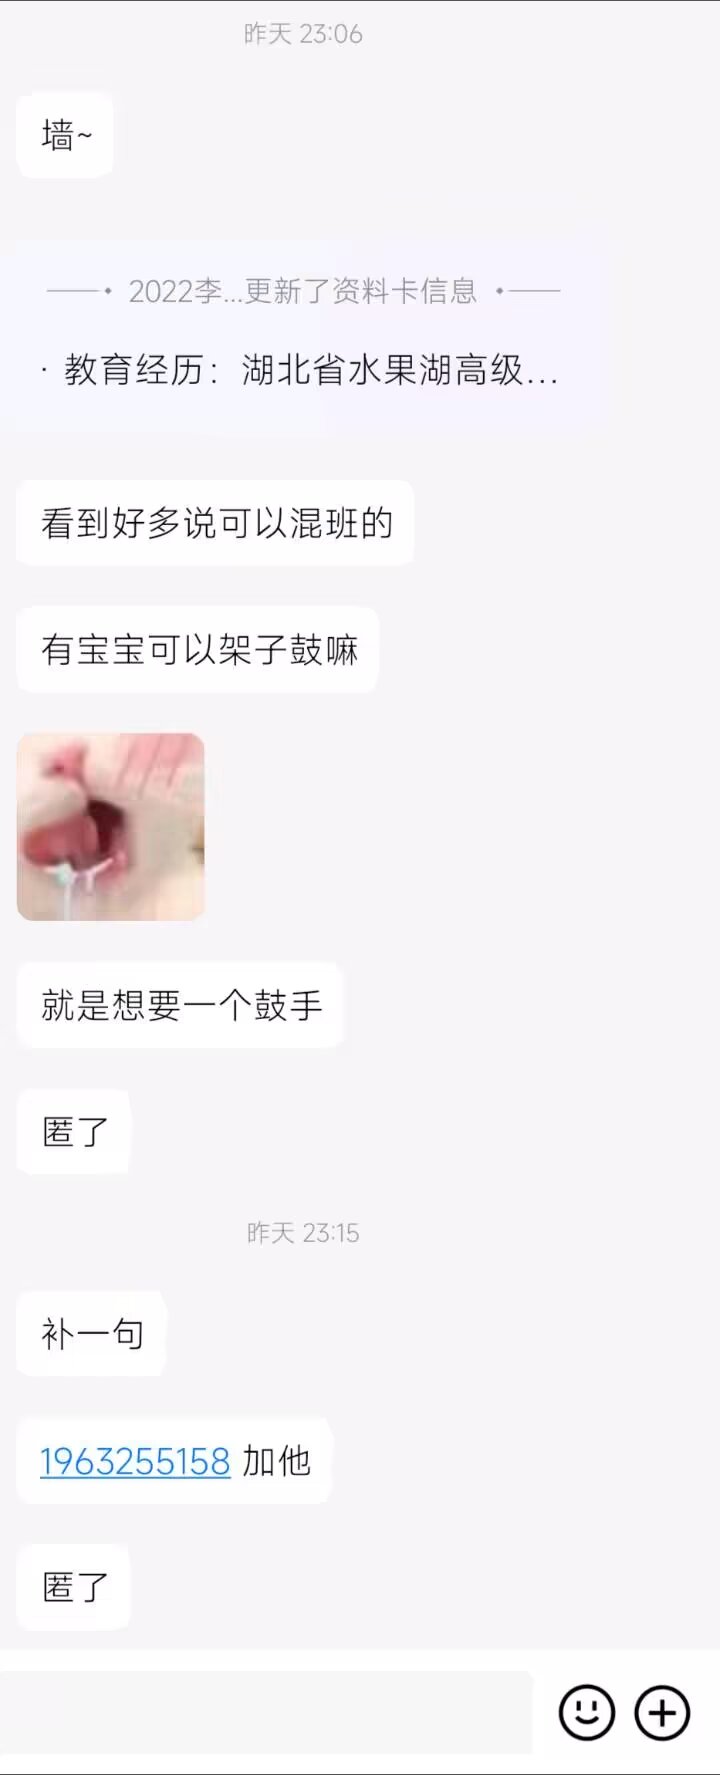 昨天 23:06
墙~
2022李...更新了资料卡信息
· 教育经历：湖北省水果湖高级...
看到好多说可以混班的
有宝宝可以架子鼓嘛
就是想要一个鼓手
匿了
昨天 23:15
补一句
1963255158 加他
匿了